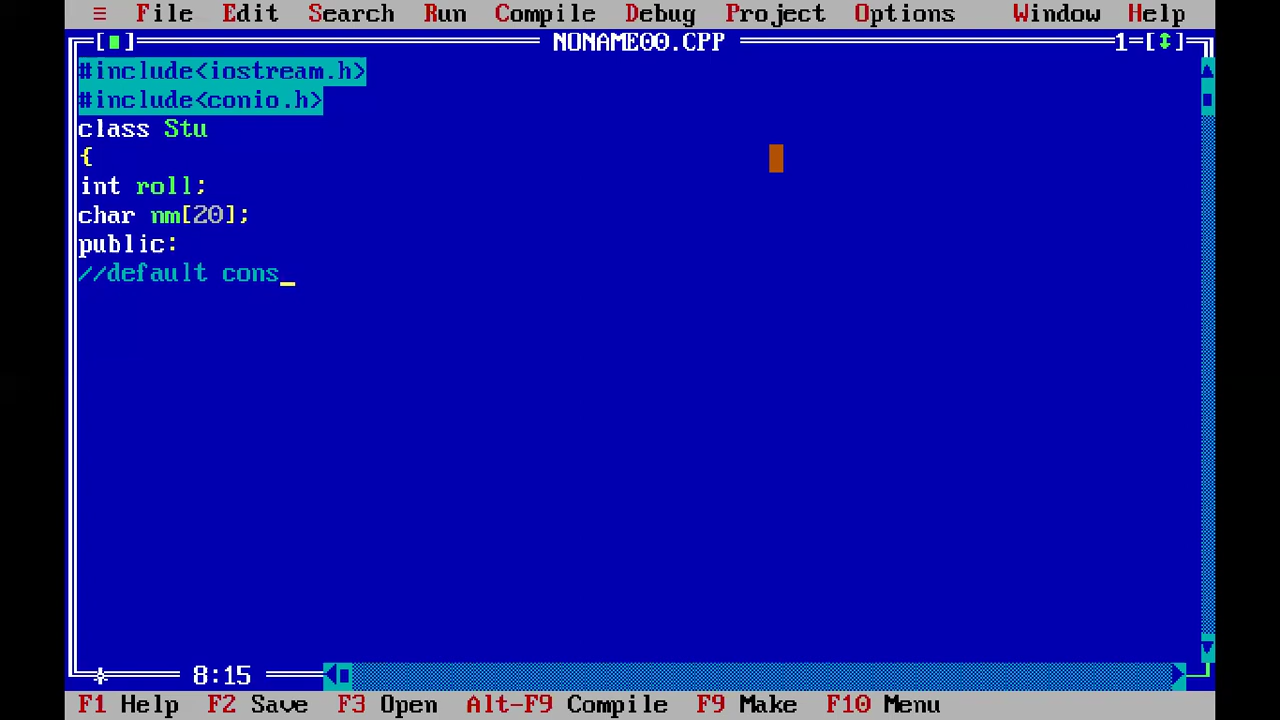 ≡ File Edit Search Run Compile Debug Project Options Window Help
[■] NONAME00.CPP 1=[↕]
#include<iostream.h>
#include<conio.h>
class Stu
{
int roll;
char nm[20];
public:
//default cons_
* 8:15
F1 Help F2 Save F3 Open Alt-F9 Compile F9 Make F10 Menu